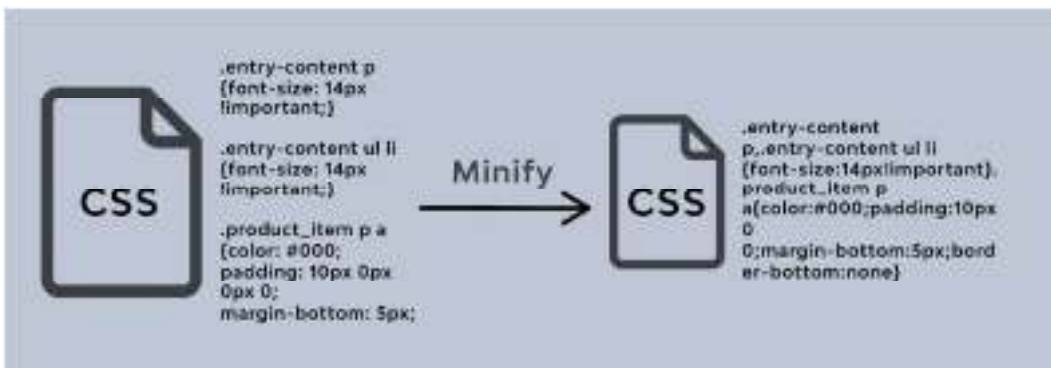 .entry-content p
{font-size: 14px
!important;}
.entry-content ul li
{font-size: 14px
!important;}
.product_item p a
{color: #000;
padding: 10px 0px
0px 0;
margin-bottom: 5px;
CSS
Minify
CSS
.entry-content
p,.entry-content ul li
{font-size:14px!important}.
product_item p
a{color:#000;padding:10px
0
0;margin-bottom:5px;bord
er-bottom:none}